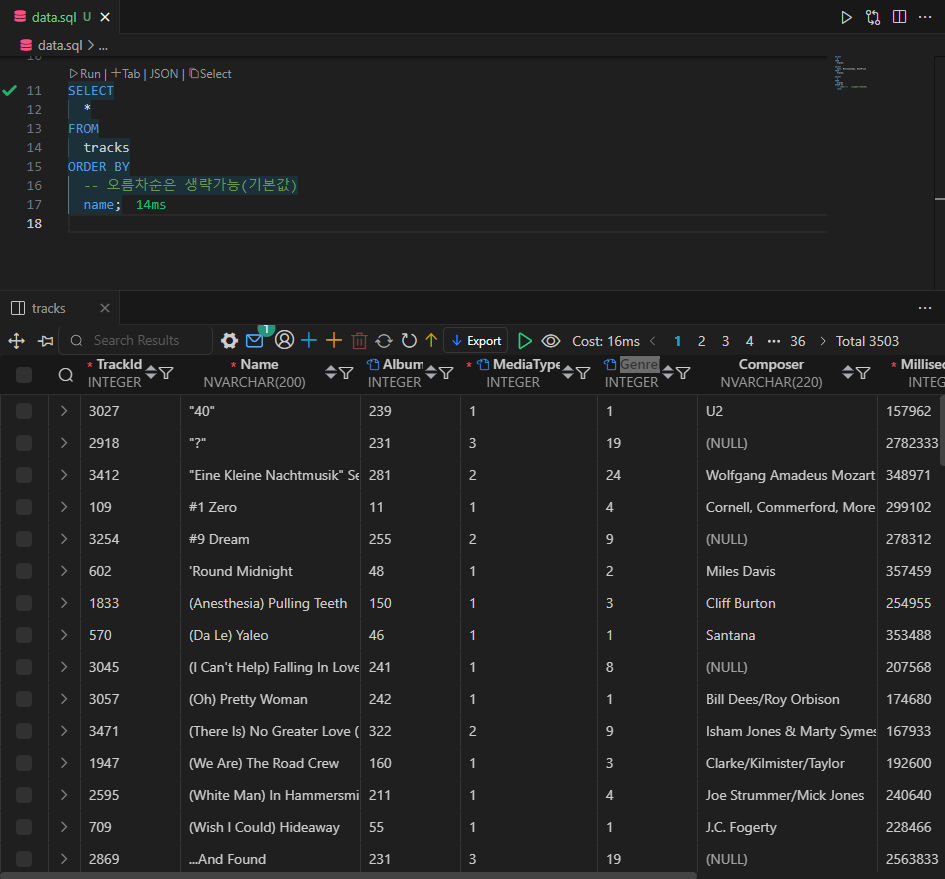 data.sql U
data.sql > ...
Run | +Tab | JSON | Select
11 SELECT
12 *
13 FROM
14 tracks
15 ORDER BY
16 -- 오름차순은 생략가능(기본값)
17 name; 14ms
18
tracks
Search Results 1 Export Cost: 16ms 1 2 3 4 ... 36 Total 3503
* TrackId * Name Album * MediaType Genre Composer * Millisec
INTEGER NVARCHAR(200) INTEGER INTEGER INTEGER NVARCHAR(220) INTEG
3027 "40" 239 1 1 U2 157962
2918 "?" 231 3 19 (NULL) 2782333
3412 "Eine Kleine Nachtmusik" Se 281 2 24 Wolfgang Amadeus Mozart 348971
109 #1 Zero 11 1 4 Cornell, Commerford, More 299102
3254 #9 Dream 255 2 9 (NULL) 278312
602 'Round Midnight 48 1 2 Miles Davis 357459
1833 (Anesthesia) Pulling Teeth 150 1 3 Cliff Burton 254955
570 (Da Le) Yaleo 46 1 1 Santana 353488
3045 (I Can't Help) Falling In Love 241 1 8 (NULL) 207568
3057 (Oh) Pretty Woman 242 1 1 Bill Dees/Roy Orbison 174680
3471 (There Is) No Greater Love ( 322 2 9 Isham Jones & Marty Symes 167933
1947 (We Are) The Road Crew 160 1 3 Clarke/Kilmister/Taylor 192600
2595 (White Man) In Hammersmi 211 1 4 Joe Strummer/Mick Jones 240640
709 (Wish I Could) Hideaway 55 1 1 J.C. Fogerty 228466
2869 ...And Found 231 3 19 (NULL) 2563833